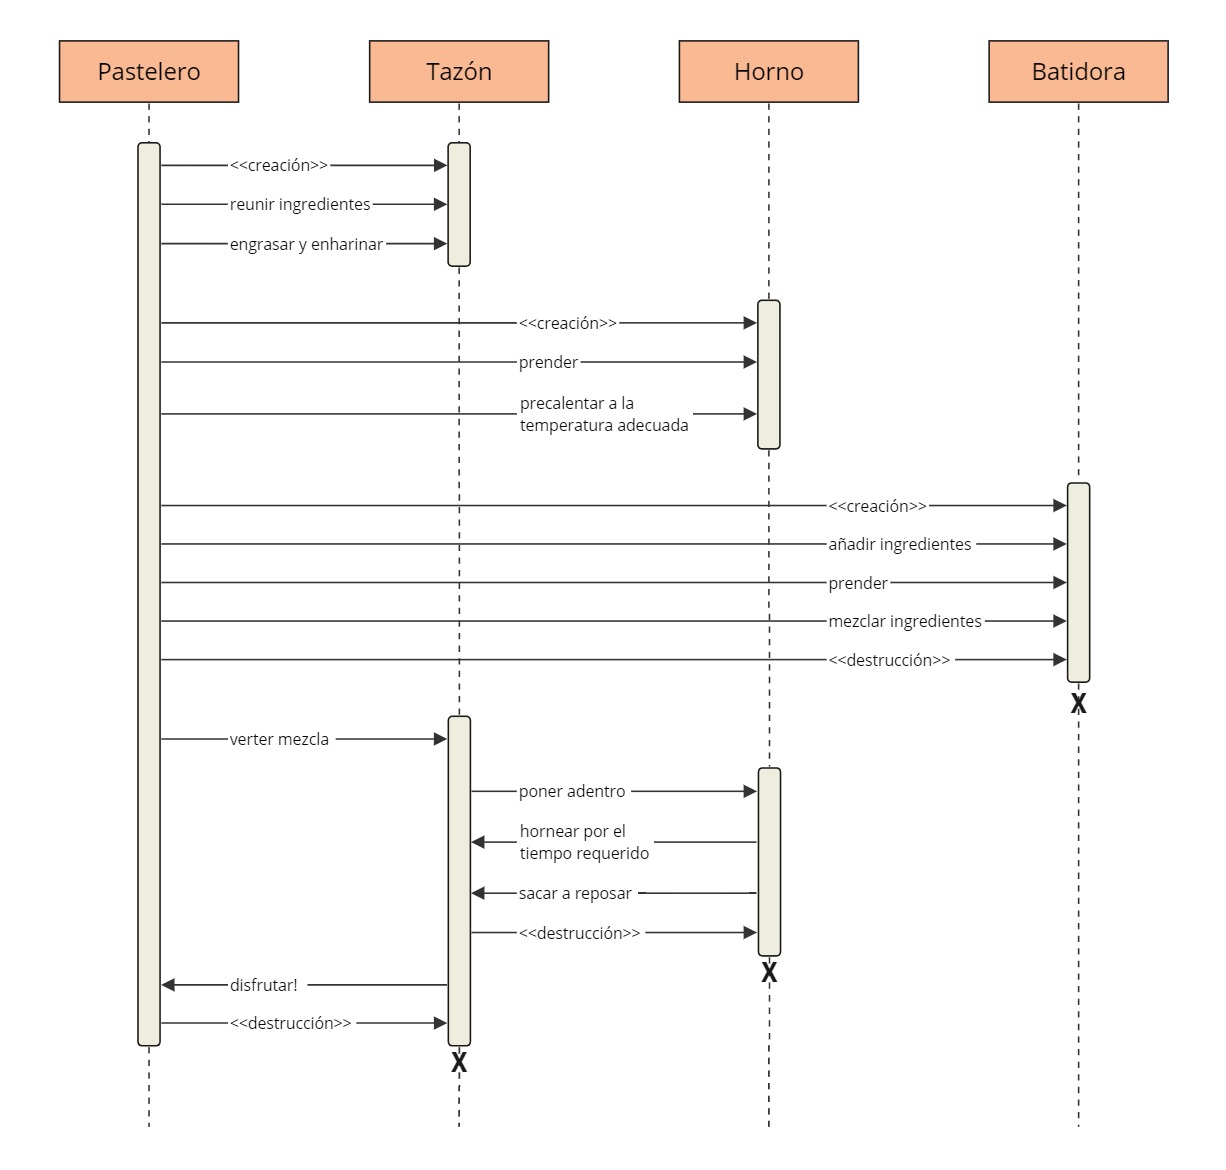 Pastelero
Tazón
Horno
Batidora
<<creación>>
reunir ingredientes
engrasar y enharinar
<<creación>>
prender
precalentar a la
temperatura adecuada
<<creación>>
añadir ingredientes
prender
mezclar ingredientes
<<destrucción>>
X
verter mezcla
poner adentro
hornear por el
tiempo requerido
sacar a reposar
<<destrucción>>
X
disfrutar!
<<destrucción>>
X